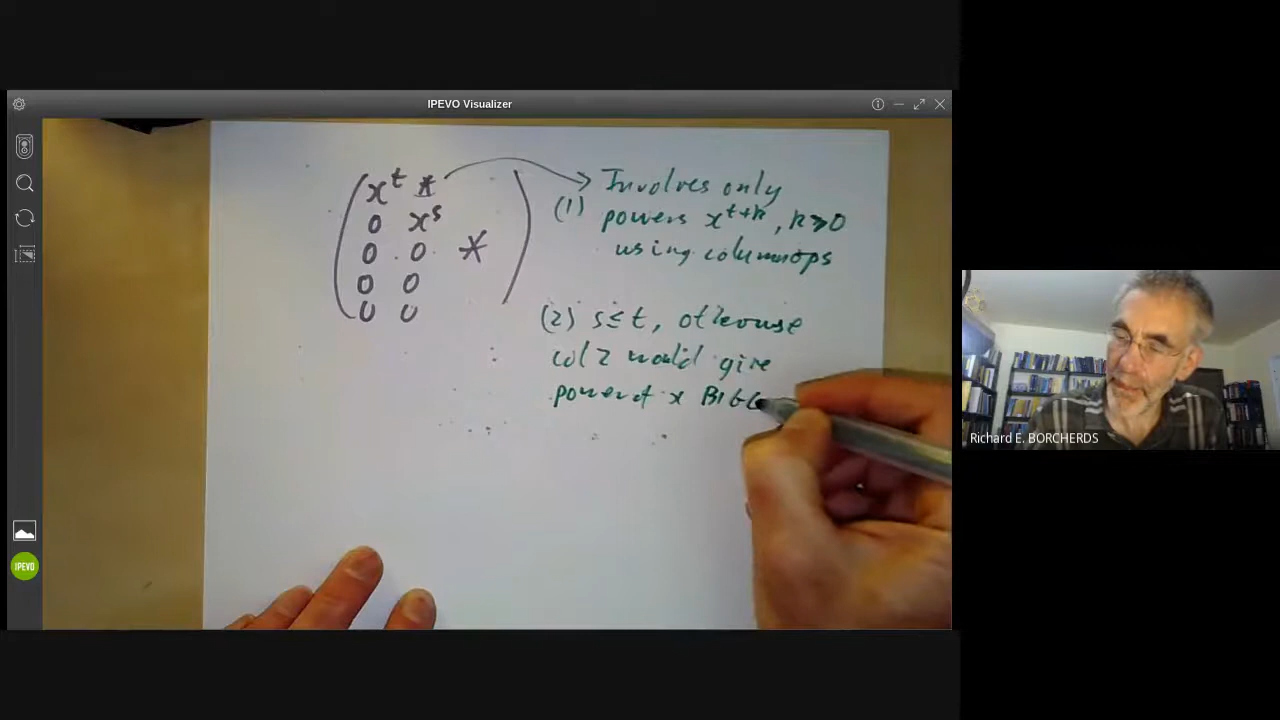 IPEVO Visualizer
x^t *
0 x^s
0 0 *
0 0
0 0
→ Involves only
(1) powers x^{t+k}, k≥0
using column ops
(2) s≤t, otherwise
col 2 would give
power of x BIGG
Richard E. BORCHERDS
IPEVO